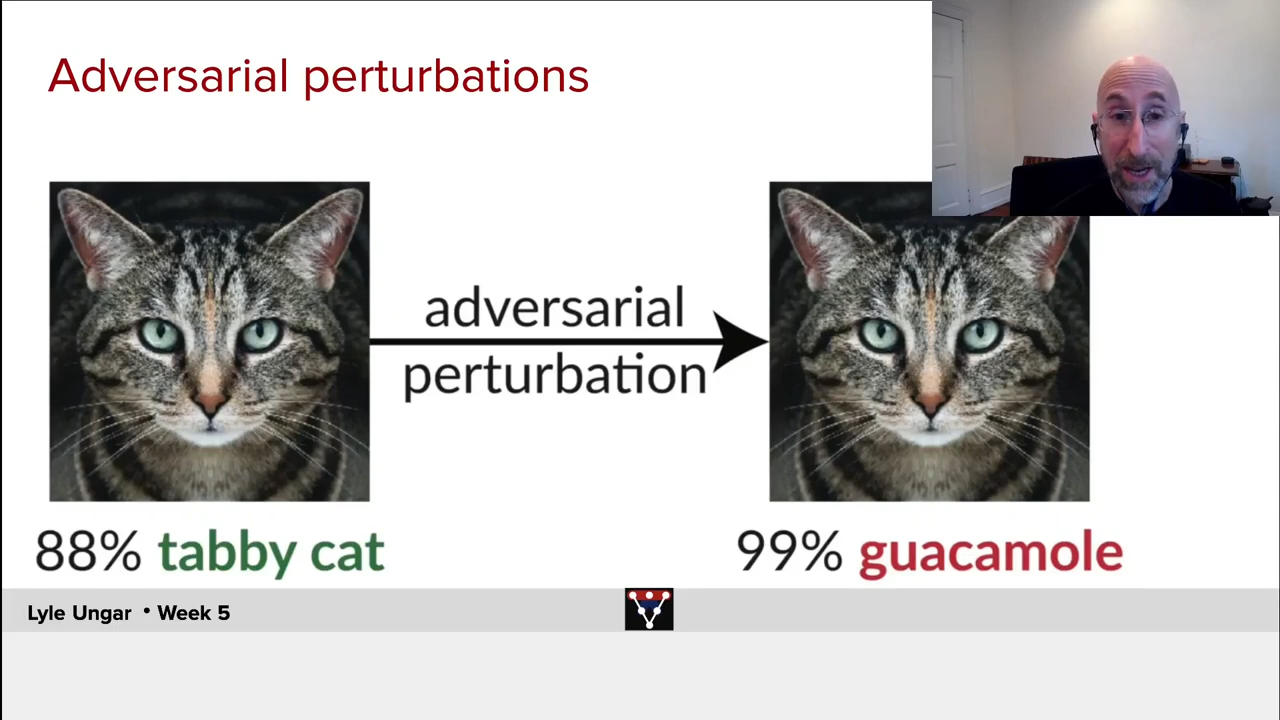 Adversarial perturbations
adversarial
perturbation
88% tabby cat
99% guacamole
Lyle Ungar • Week 5